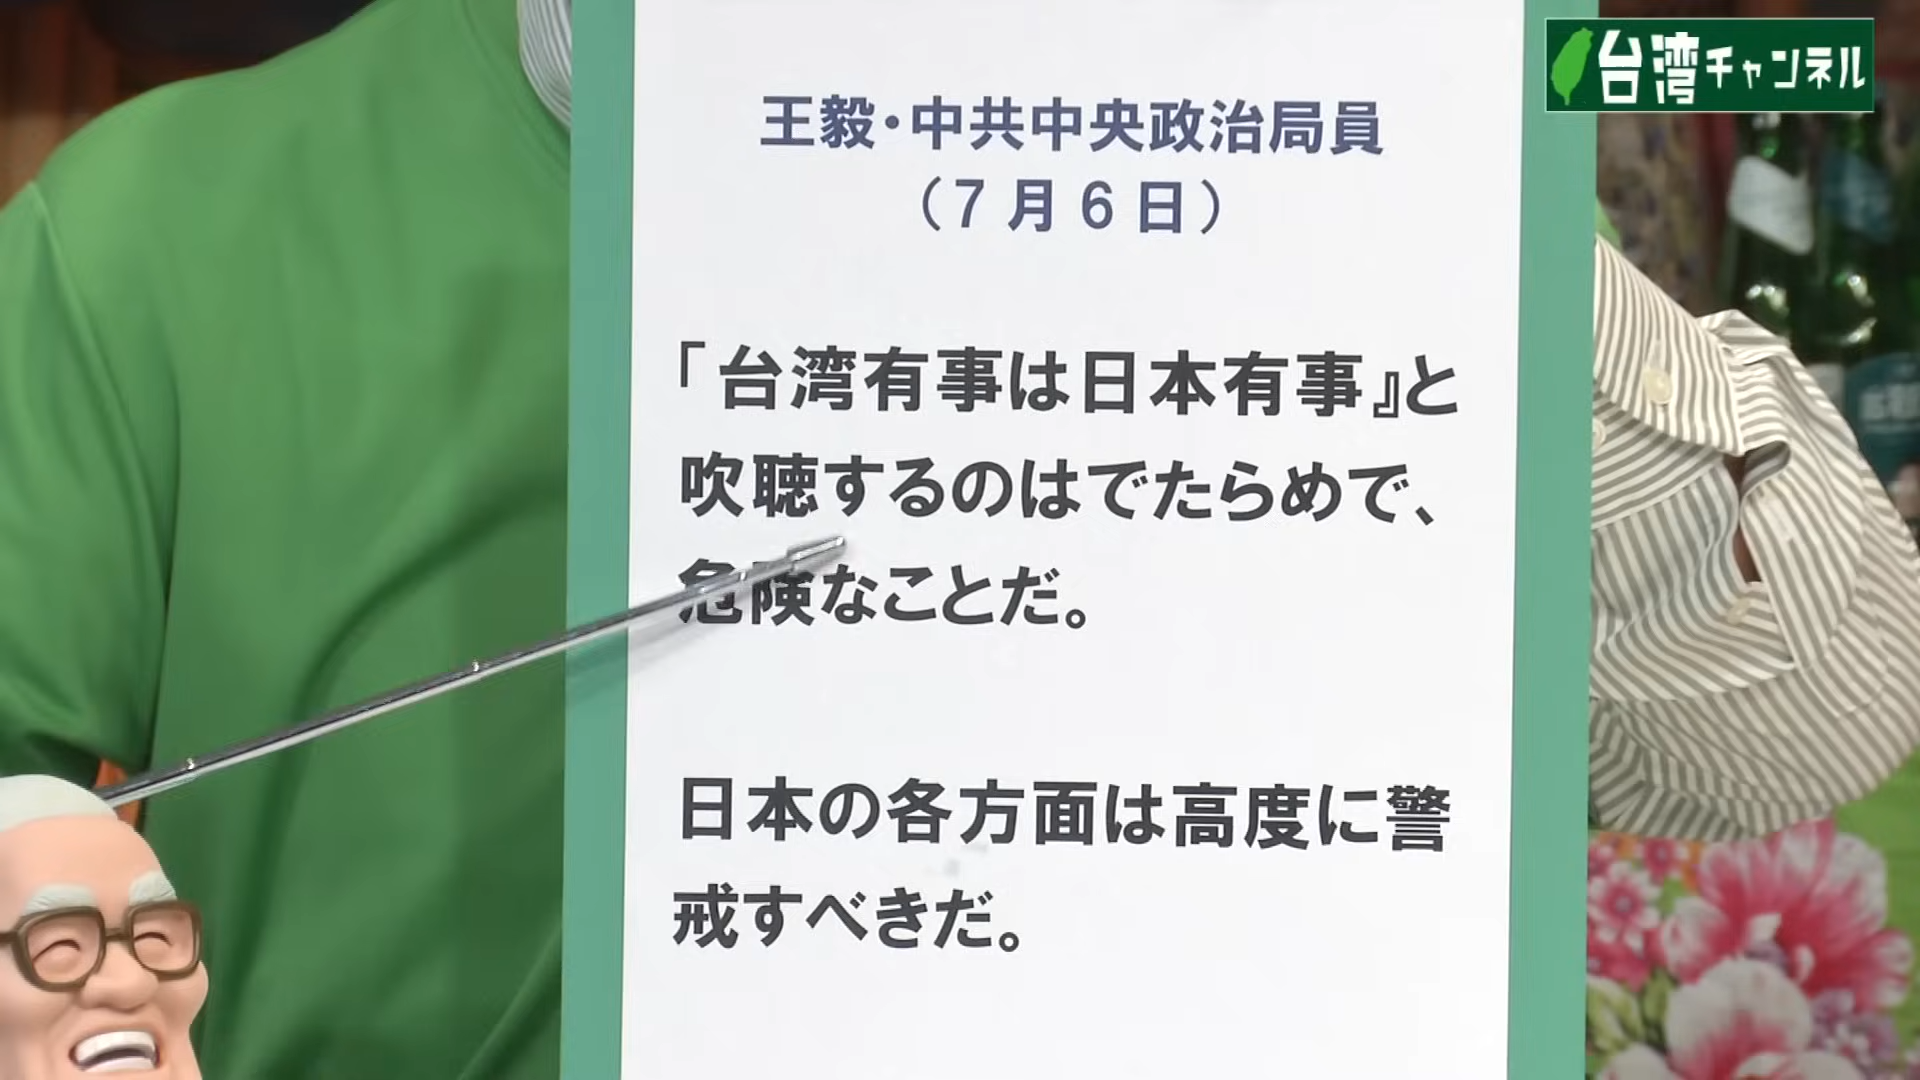 台湾チャンネル
王毅・中共中央政治局員
（７月６日）
「台湾有事は日本有事』と
吹聴するのはでたらめで、
危険なことだ。
日本の各方面は高度に警
戒すべきだ。